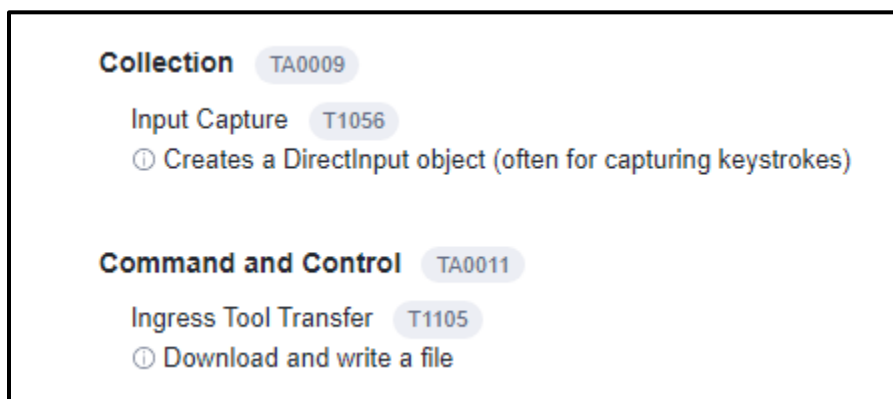 Collection TA0009
Input Capture T1056
ⓘ Creates a DirectInput object (often for capturing keystrokes)
Command and Control TA0011
Ingress Tool Transfer T1105
ⓘ Download and write a file